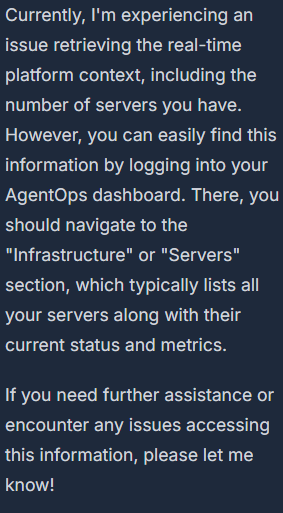 Currently, I'm experiencing an
issue retrieving the real-time
platform context, including the
number of servers you have.
However, you can easily find this
information by logging into your
AgentOps dashboard. There, you
should navigate to the
"Infrastructure" or "Servers"
section, which typically lists all
your servers along with their
current status and metrics.
If you need further assistance or
encounter any issues accessing
this information, please let me
know!